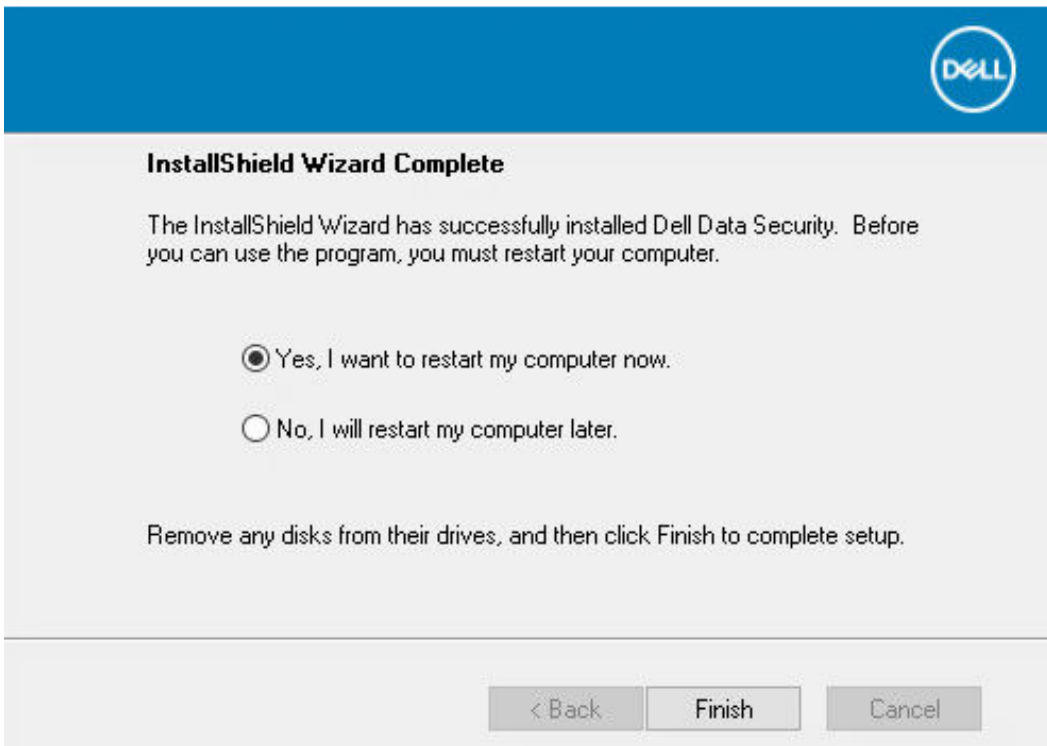 DELL
InstallShield Wizard Complete
The InstallShield Wizard has successfully installed Dell Data Security.  Before
you can use the program, you must restart your computer.
Yes, I want to restart my computer now.
No, I will restart my computer later.
Remove any disks from their drives, and then click Finish to complete setup.
< Back
Finish
Cancel